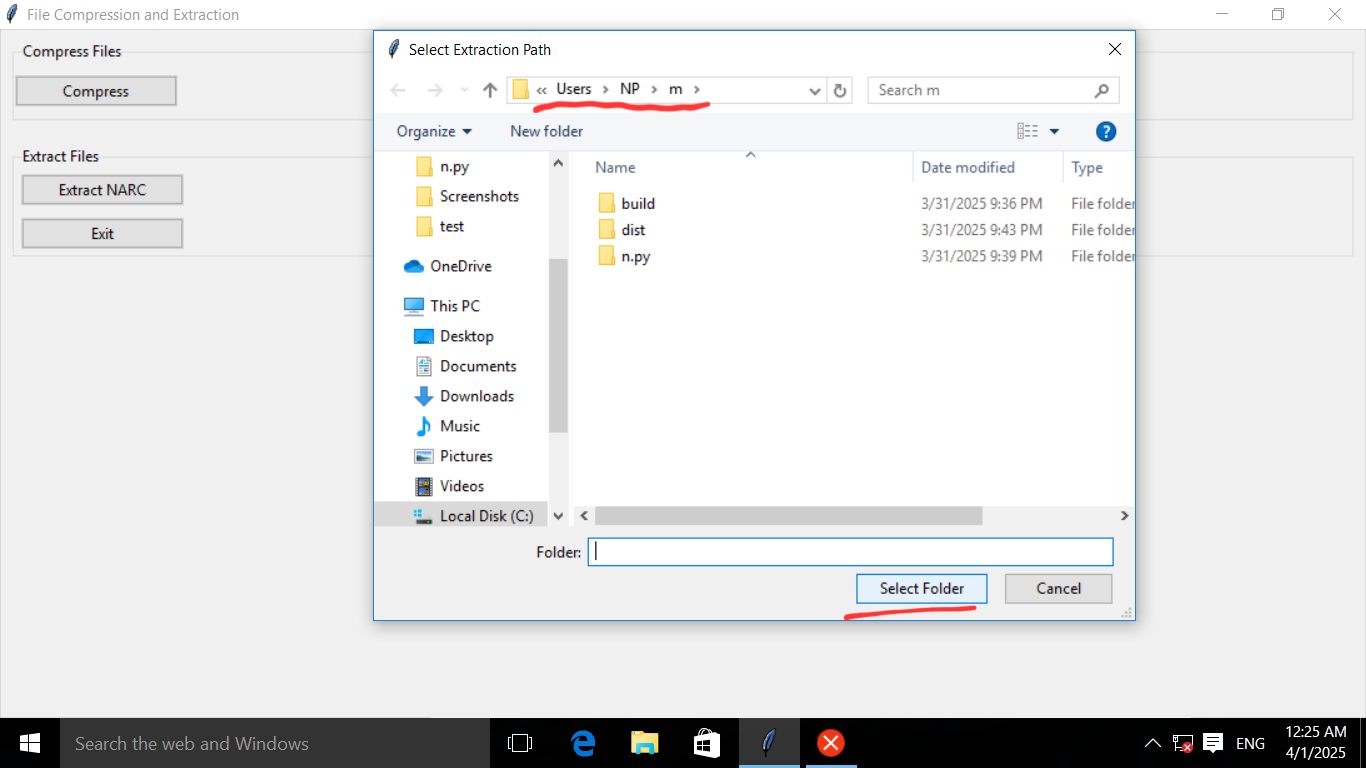 File Compression and Extraction
Compress Files
Compress
Extract Files
Extract NARC
Exit
Select Extraction Path
« Users > NP > m >
Search m
Organize
New folder
?
n.py
Screenshots
test
OneDrive
This PC
Desktop
Documents
Downloads
Music
Pictures
Videos
Local Disk (C:)
Name Date modified Type
build 3/31/2025 9:36 PM File folder
dist 3/31/2025 9:43 PM File folder
n.py 3/31/2025 9:39 PM File folder
Folder:
Select Folder
Cancel
Search the web and Windows
ENG
12:25 AM
4/1/2025